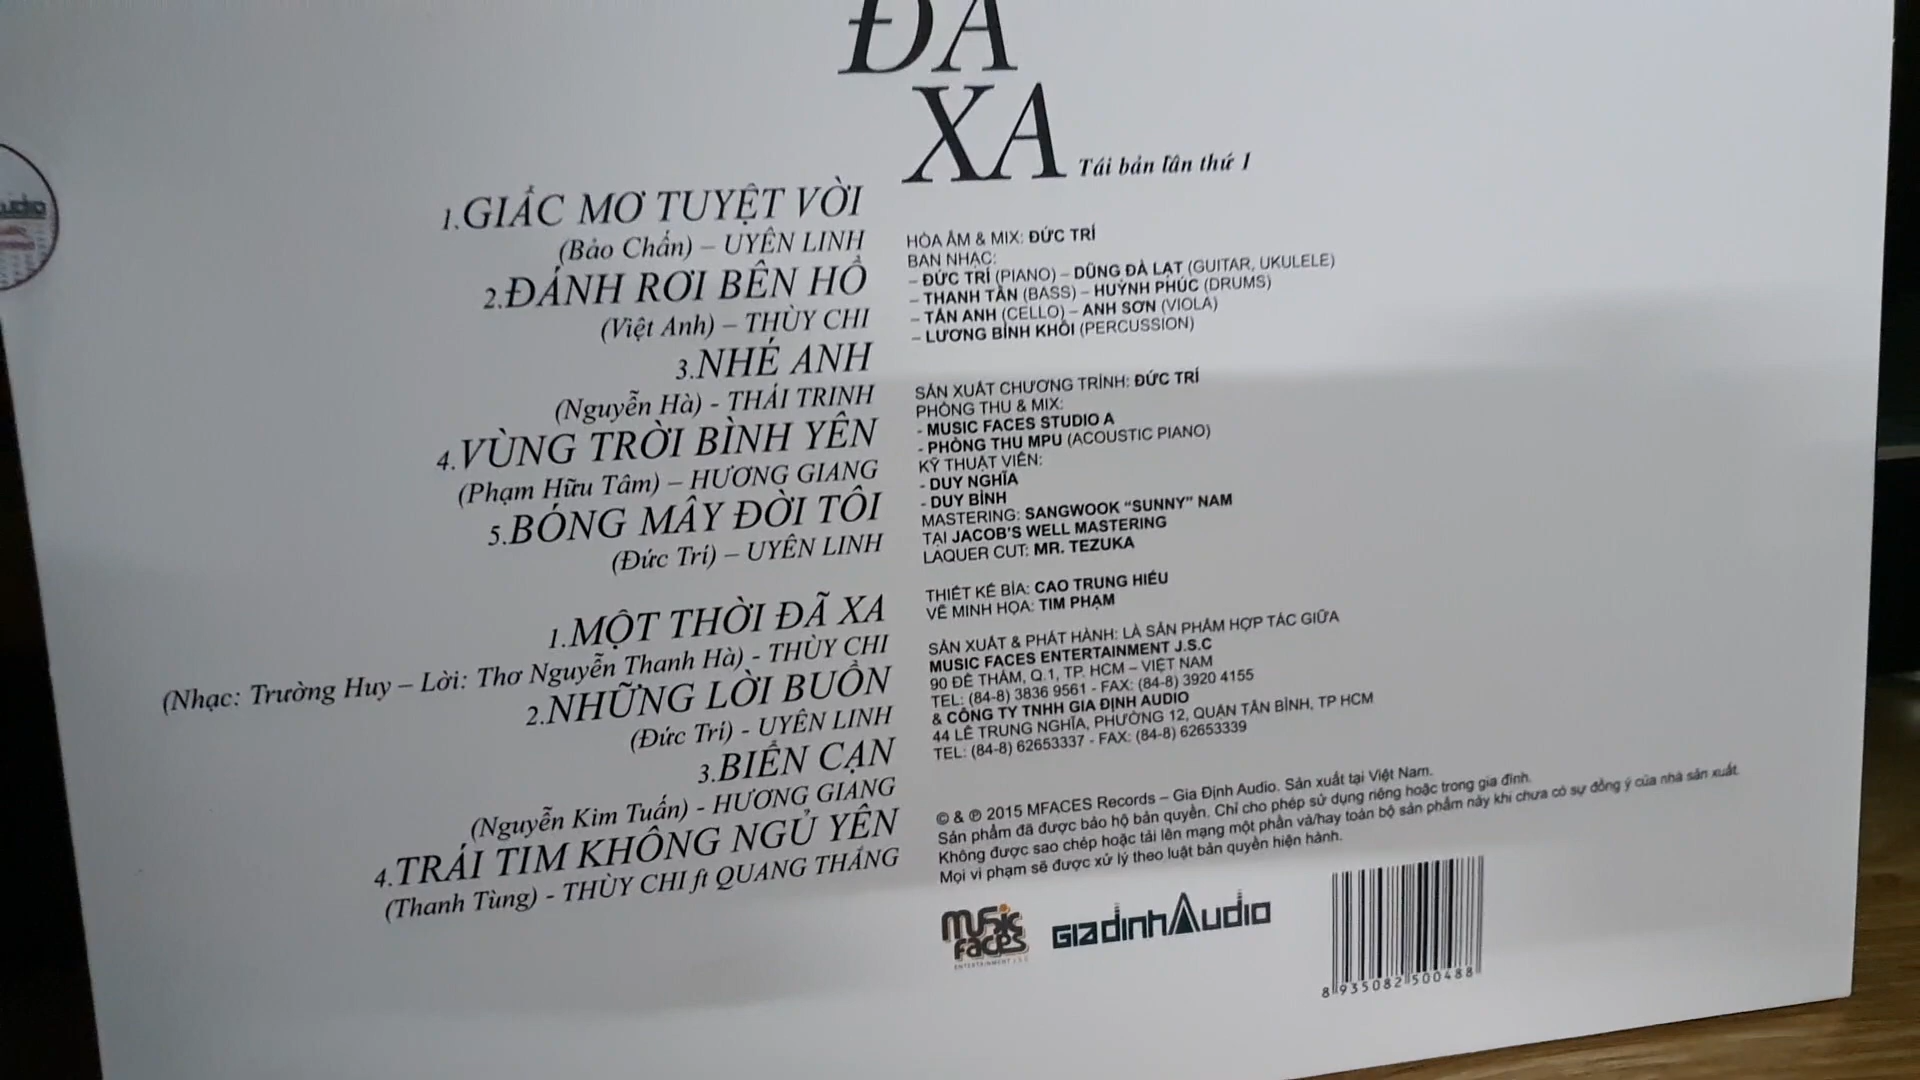 ĐÃ
XA
Tái bản lần thứ 1
1.GIẤC MƠ TUYỆT VỜI
(Bảo Chấn) – UYÊN LINH
2.ĐÁNH RƠI BÊN HỒ
(Việt Anh) – THÙY CHI
3.NHÉ ANH
(Nguyễn Hà) - THÁI TRINH
4.VÙNG TRỜI BÌNH YÊN
(Phạm Hữu Tâm) – HƯƠNG GIANG
5.BÓNG MÂY ĐỜI TÔI
(Đức Trí) – UYÊN LINH
1.MỘT THỜI ĐÃ XA
(Nhạc: Trường Huy – Lời: Thơ Nguyễn Thanh Hà) - THÙY CHI
2.NHỮNG LỜI BUỒN
(Đức Trí) - UYÊN LINH
3.BIỂN CẠN
(Nguyễn Kim Tuấn) - HƯƠNG GIANG
4.TRÁI TIM KHÔNG NGỦ YÊN
(Thanh Tùng) - THÙY CHI ft QUANG THẮNG
HÒA ÂM & MIX: ĐỨC TRÍ
BAN NHẠC:
– ĐỨC TRÍ (PIANO) – DŨNG ĐÀ LẠT (GUITAR, UKULELE)
– THANH TÂN (BASS) – HUỲNH PHÚC (DRUMS)
– TẤN ANH (CELLO) – ANH SƠN (VIOLA)
– LƯƠNG BÌNH KHÔI (PERCUSSION)
SẢN XUẤT CHƯƠNG TRÌNH: ĐỨC TRÍ
PHÒNG THU & MIX:
- MUSIC FACES STUDIO A
- PHÒNG THU MPU (ACOUSTIC PIANO)
KỸ THUẬT VIÊN:
- DUY NGHĨA
- DUY BÌNH
MASTERING: SANGWOOK “SUNNY” NAM
TẠI JACOB'S WELL MASTERING
LAQUER CUT: MR. TEZUKA
THIẾT KẾ BÌA: CAO TRUNG HIẾU
VẼ MINH HỌA: TIM PHẠM
SẢN XUẤT & PHÁT HÀNH: LÀ SẢN PHẨM HỢP TÁC GIỮA
MUSIC FACES ENTERTAINMENT J.S.C
90 ĐỀ THÁM, Q.1, TP. HCM – VIỆT NAM
TEL: (84-8) 3836 9561 - FAX: (84-8) 3920 4155
& CÔNG TY TNHH GIA ĐỊNH AUDIO
44 LÊ TRUNG NGHĨA, PHƯỜNG 12, QUẬN TÂN BÌNH, TP HCM
TEL: (84-8) 62653337 - FAX: (84-8) 62653339
© & ℗ 2015 MFACES Records – Gia Định Audio. Sản xuất tại Việt Nam.
Sản phẩm đã được bảo hộ bản quyền. Chỉ cho phép sử dụng riêng hoặc trong gia đình.
Không được sao chép hoặc tải lên mạng một phần và/hay toàn bộ sản phẩm này khi chưa có sự đồng ý của nhà sản xuất.
Mọi vi phạm sẽ được xử lý theo luật bản quyền hiện hành.
music faces
ENTERTAINMENT J.S.C
GIadinhAudio
8 935082 500488